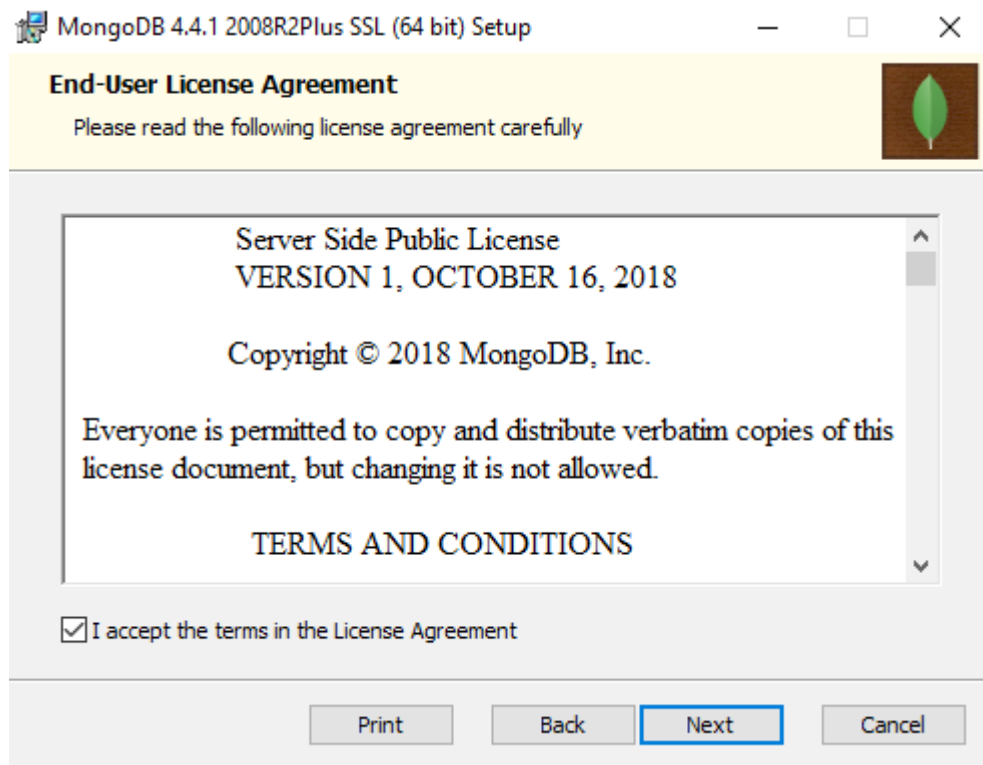 MongoDB 4.4.1 2008R2Plus SSL (64 bit) Setup
End-User License Agreement
Please read the following license agreement carefully
Server Side Public License
VERSION 1, OCTOBER 16, 2018
Copyright © 2018 MongoDB, Inc.
Everyone is permitted to copy and distribute verbatim copies of this
license document, but changing it is not allowed.
TERMS AND CONDITIONS
I accept the terms in the License Agreement
Print Back Next Cancel